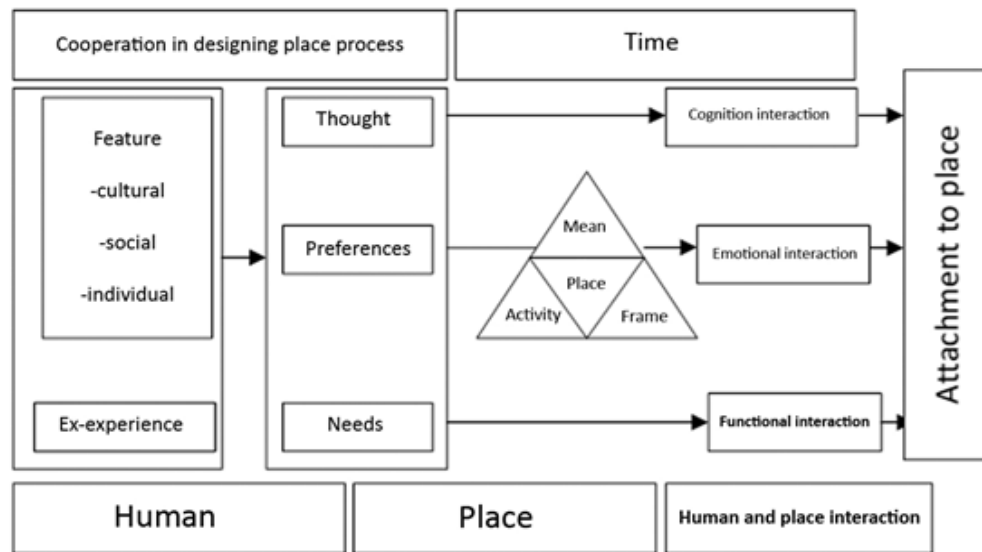 Cooperation in designing place process
Time
Feature
-cultural
-social
-individual
Ex-experience
Thought
Preferences
Needs
Mean
Place
Activity
Frame
Cognition interaction
Emotional interaction
Functional interaction
Attachment to place
Human
Place
Human and place interaction